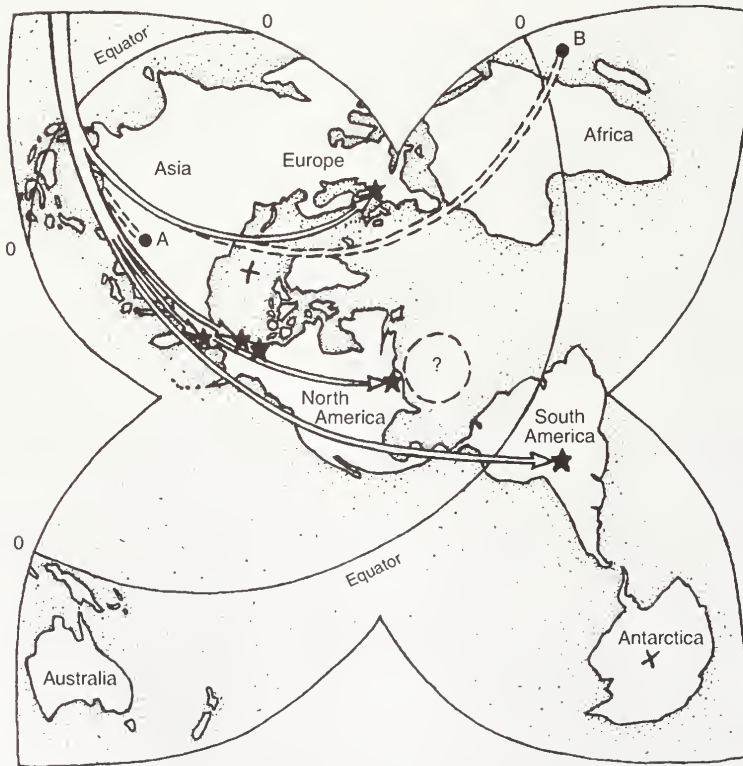 0
0
B
Equator
Africa
Europe
Asia
A
0
?
North
America
South
America
0
Equator
Antarctica
Australia